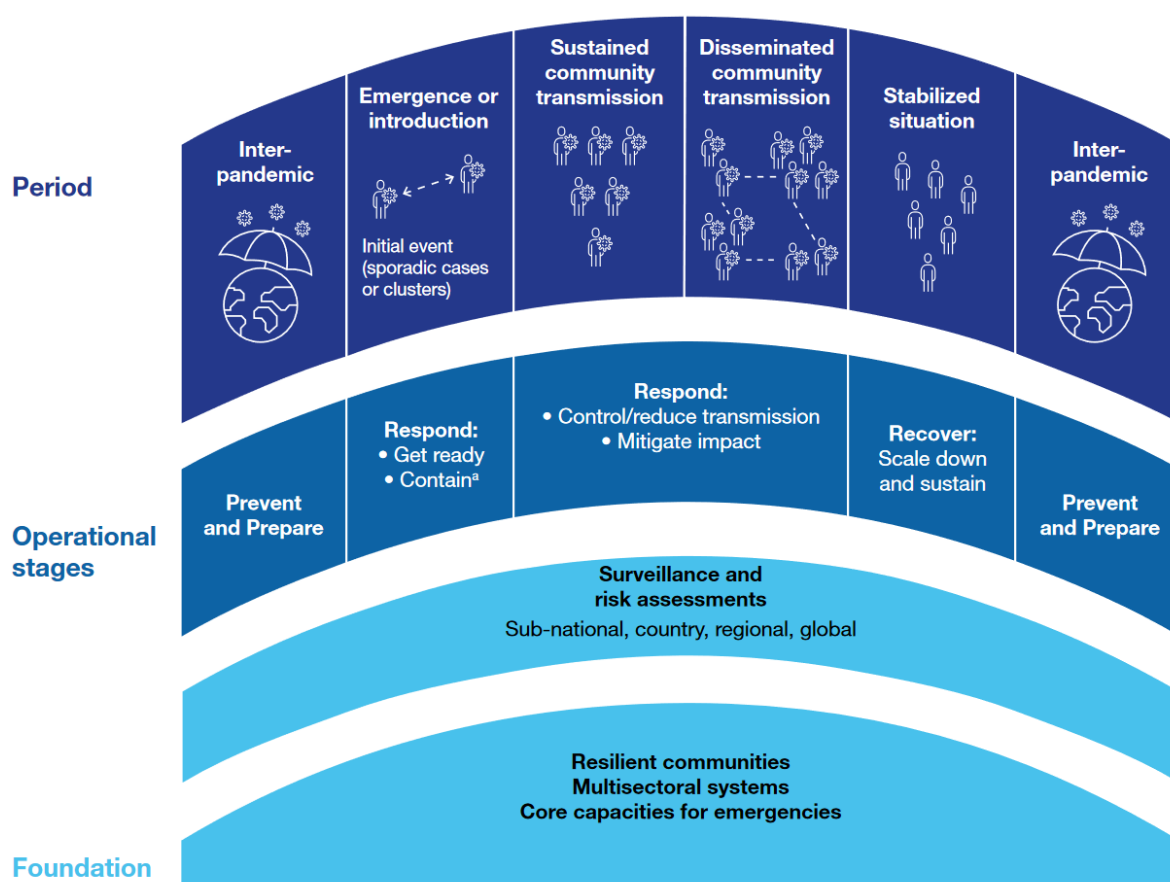 Period
Inter-
pandemic
Emergence or
introduction
Initial event
(sporadic cases
or clusters)
Sustained
community
transmission
Disseminated
community
transmission
Stabilized
situation
Inter-
pandemic
Operational
stages
Prevent
and Prepare
Respond:
• Get ready
• Containᵃ
Respond:
• Control/reduce transmission
• Mitigate impact
Recover:
Scale down
and sustain
Prevent
and Prepare
Surveillance and
risk assessments
Sub-national, country, regional, global
Foundation
Resilient communities
Multisectoral systems
Core capacities for emergencies